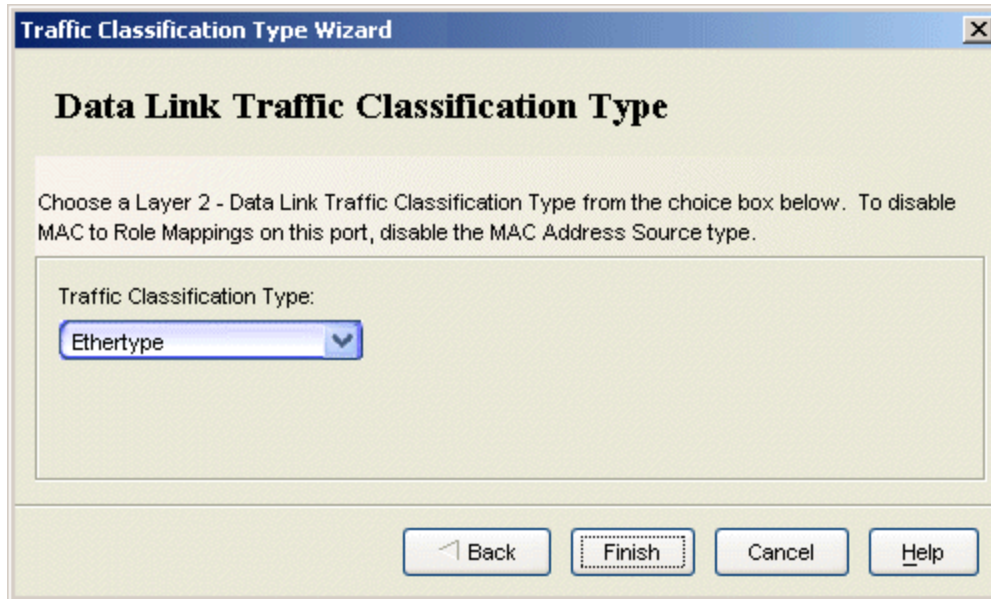 Traffic Classification Type Wizard
Data Link Traffic Classification Type
Choose a Layer 2 - Data Link Traffic Classification Type from the choice box below. To disable
MAC to Role Mappings on this port, disable the MAC Address Source type.
Traffic Classification Type:
Ethertype
Back Finish Cancel Help